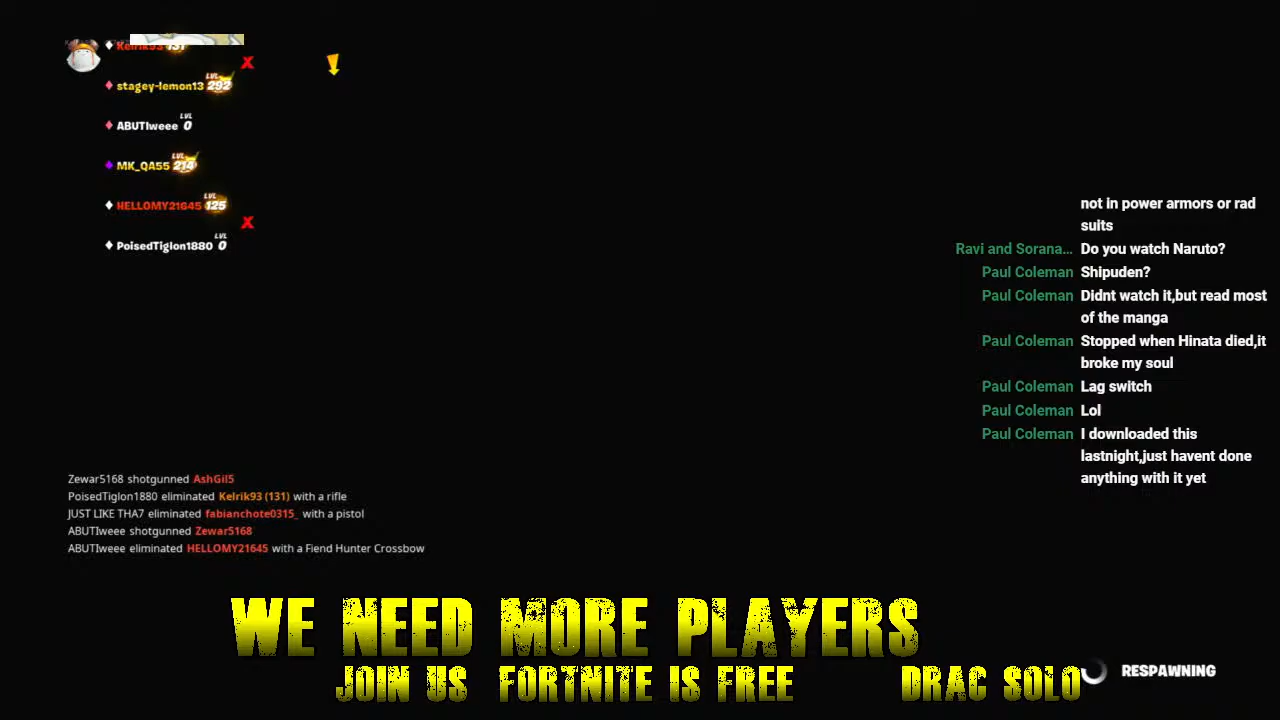 Kelrik93 131
X
stagey-lemon13 LVL 292
ABUTIweee LVL 0
MK_QA55 LVL 214
HELLOMY21645 LVL 125
X
PoisedTiglon1880 LVL 0
not in power armors or rad
suits
Ravi and Sorana... Do you watch Naruto?
Paul Coleman Shipuden?
Paul Coleman Didnt watch it,but read most
of the manga
Paul Coleman Stopped when Hinata died,it
broke my soul
Paul Coleman Lag switch
Paul Coleman Lol
Paul Coleman I downloaded this
lastnight,just havent done
anything with it yet
Zewar5168 shotgunned AshGil5
PoisedTiglon1880 eliminated Kelrik93 (131) with a rifle
JUST LIKE THA7 eliminated fabianchote0315_ with a pistol
ABUTIweee shotgunned Zewar5168
ABUTIweee eliminated HELLOMY21645 with a Fiend Hunter Crossbow
WE NEED MORE PLAYERS
JOIN US FORTNITE IS FREE DRAC SOLO
RESPAWNING